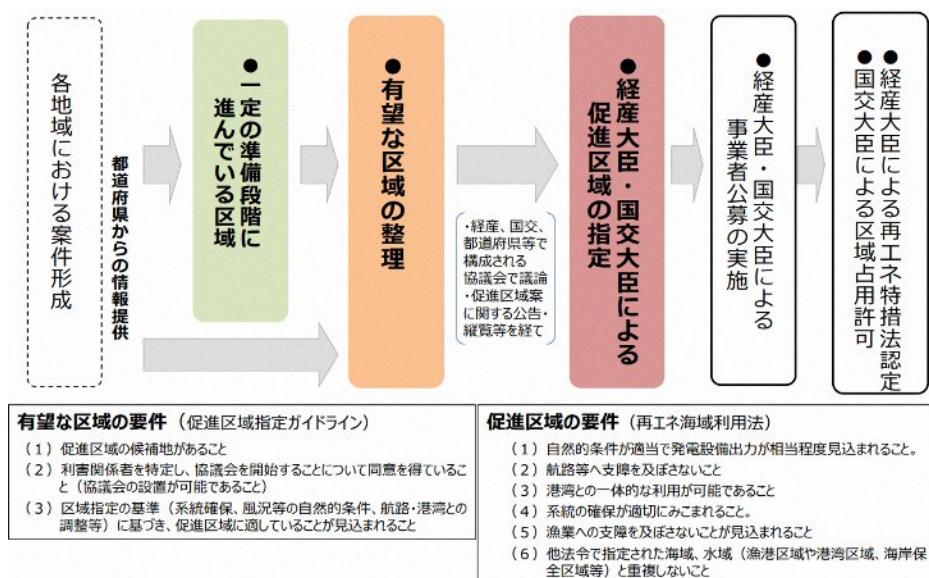 各地域における案件形成
都道府県からの情報提供
●一定の準備段階に
進んでいる区域
●有望な区域の整理
・経産、国交、
都道府県等で
構成される
協議会で議論
・促進区域案
に関する公告・
縦覧等を経て
●経産大臣・国交大臣による
促進区域の指定
●経産大臣・国交大臣による
事業者公募の実施
●経産大臣による再エネ特措法認定
●国交大臣による区域占用許可
有望な区域の要件（促進区域指定ガイドライン）
（１）促進区域の候補地があること
（２）利害関係者を特定し、協議会を開始することについて同意を得ているこ
と（協議会の設置が可能であること）
（３）区域指定の基準（系統確保、風況等の自然的条件、航路・港湾との
調整等）に基づき、促進区域に適していることが見込まれること
促進区域の要件（再エネ海域利用法）
（１）自然的条件が適当で発電設備出力が相当程度見込まれること。
（２）航路等へ支障を及ぼさないこと
（３）港湾との一体的な利用が可能であること
（４）系統の確保が適切にみこまれること。
（５）漁業への支障を及ぼさないことが見込まれること
（６）他法令で指定された海域、水域（漁港区域や港湾区域、海岸保
全区域等）と重複しないこと